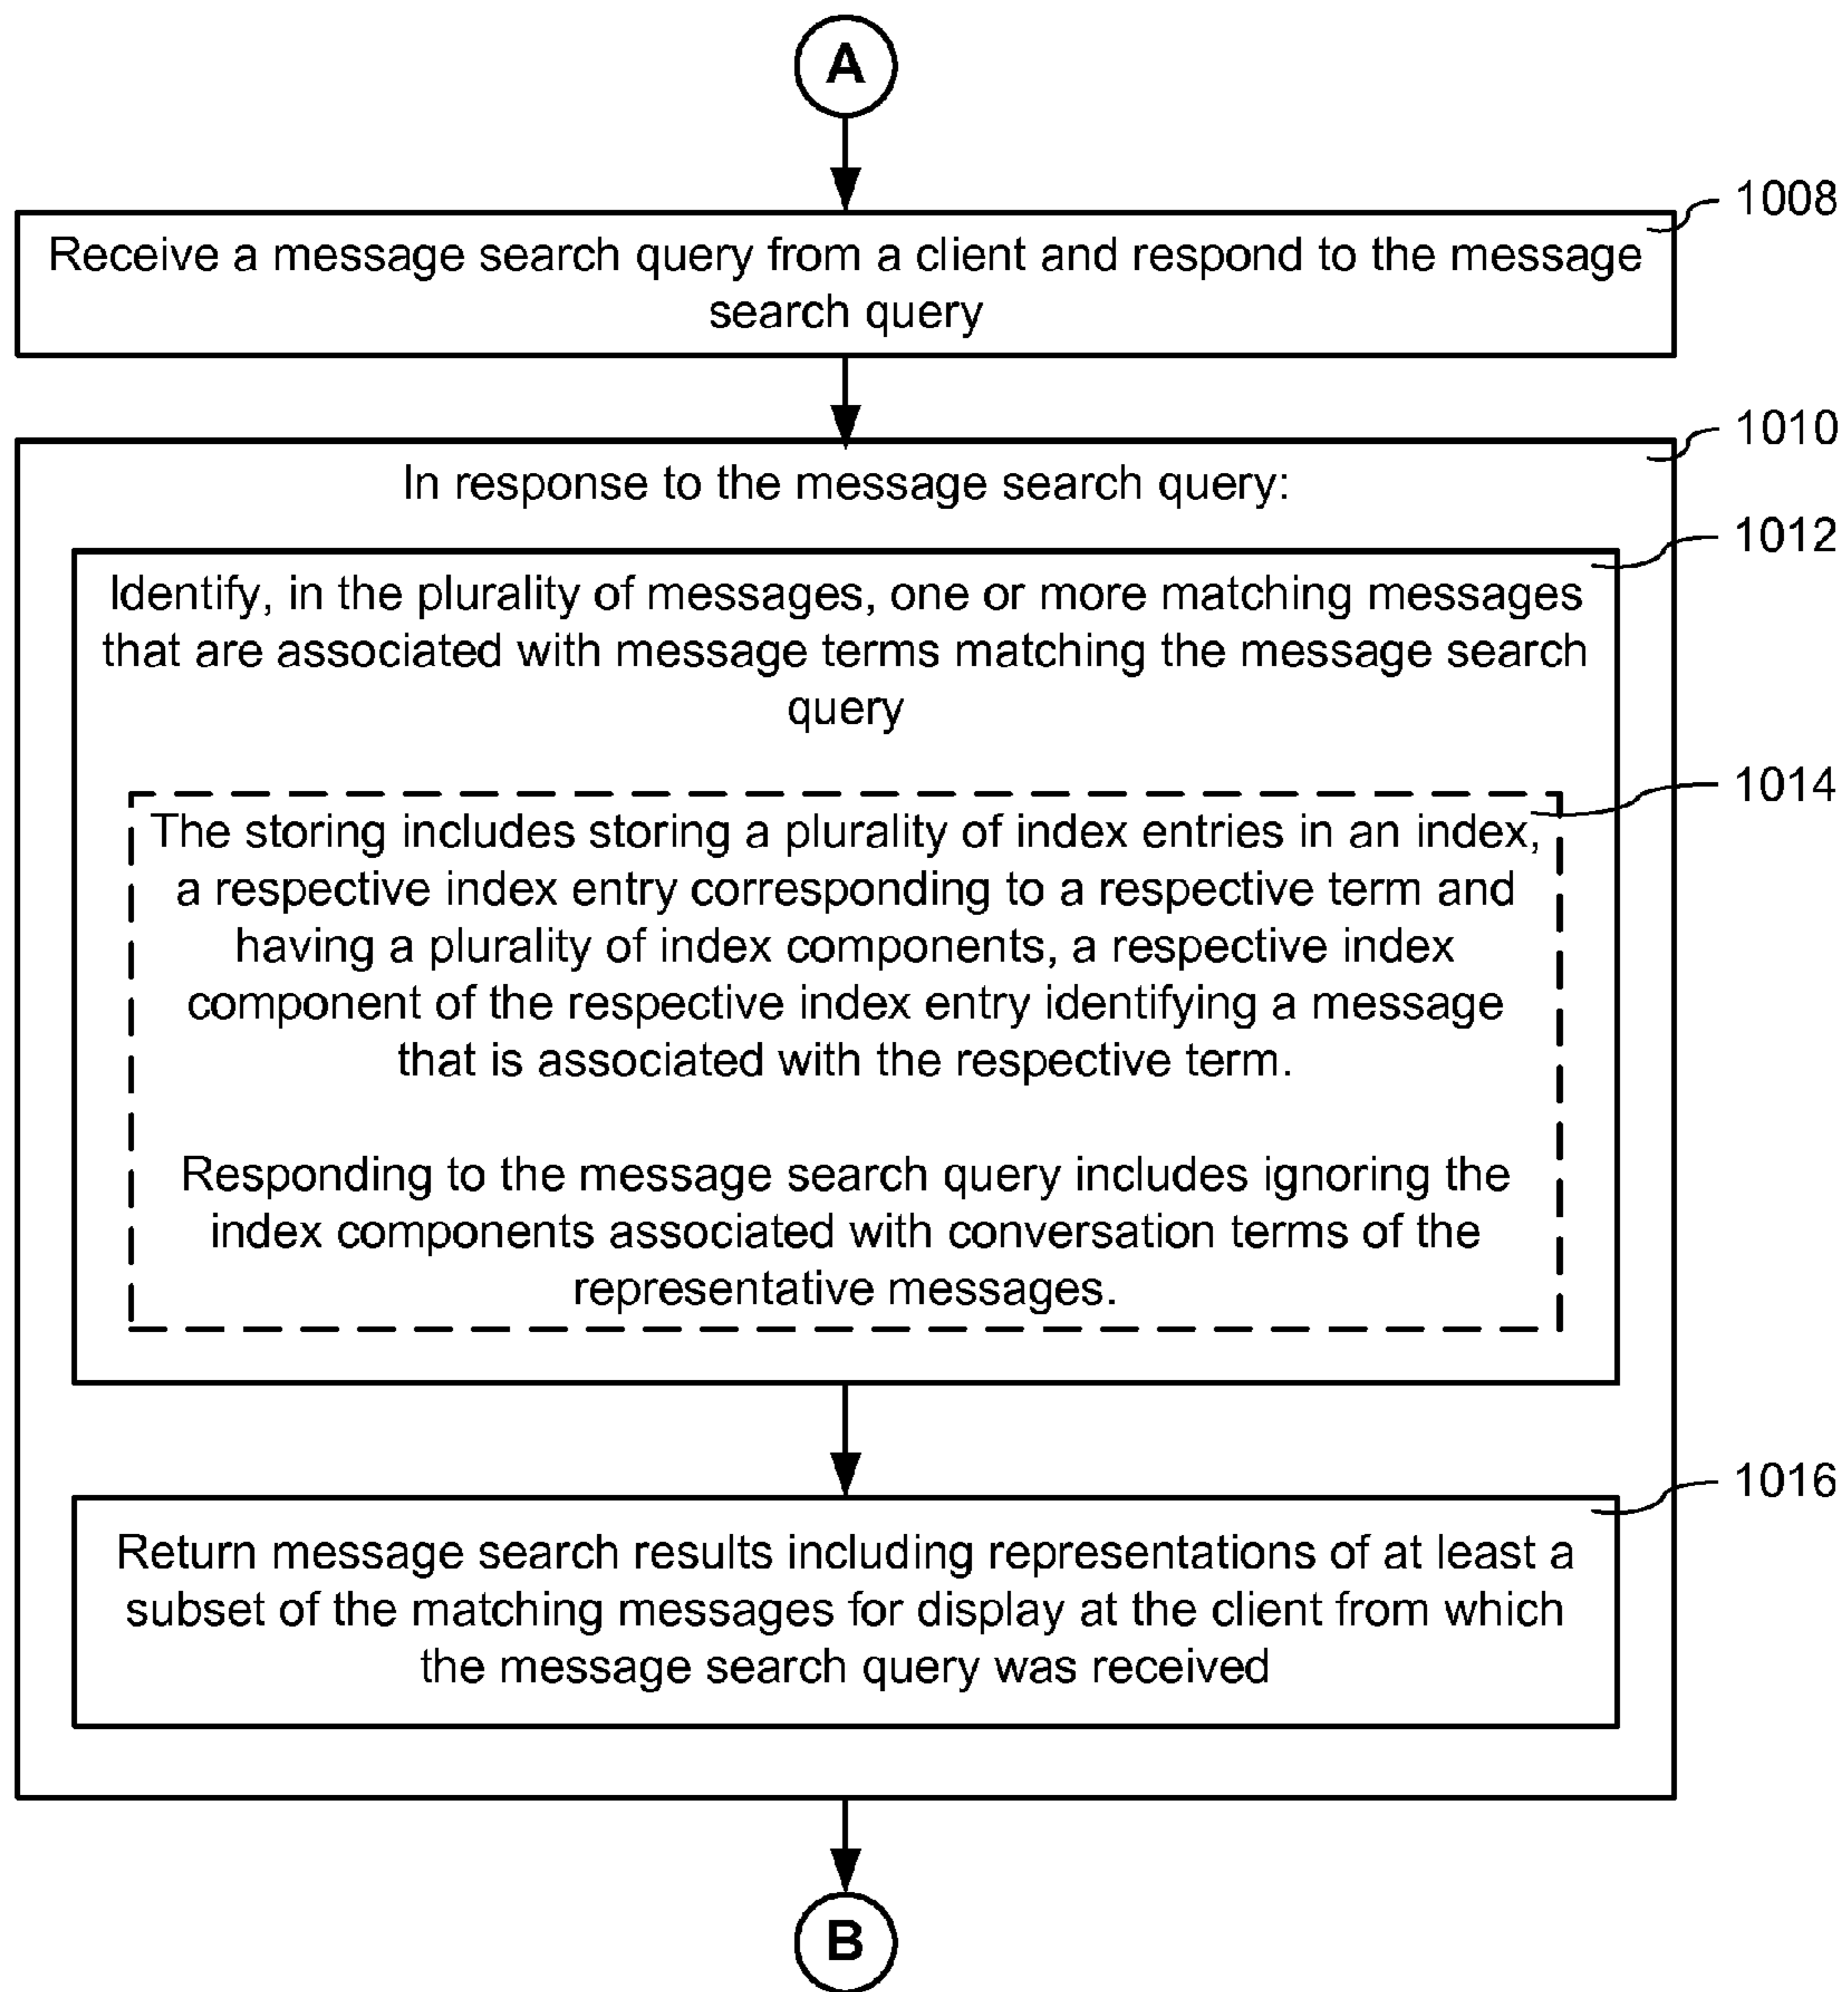 A
1008
Receive a message search query from a client and respond to the message
search query
1010
In response to the message search query:
1012
Identify, in the plurality of messages, one or more matching messages
that are associated with message terms matching the message search
query
1014
The storing includes storing a plurality of index entries in an index,
a respective index entry corresponding to a respective term and
having a plurality of index components, a respective index
component of the respective index entry identifying a message
that is associated with the respective term.
Responding to the message search query includes ignoring the
index components associated with conversation terms of the
representative messages.
1016
Return message search results including representations of at least a
subset of the matching messages for display at the client from which
the message search query was received
B